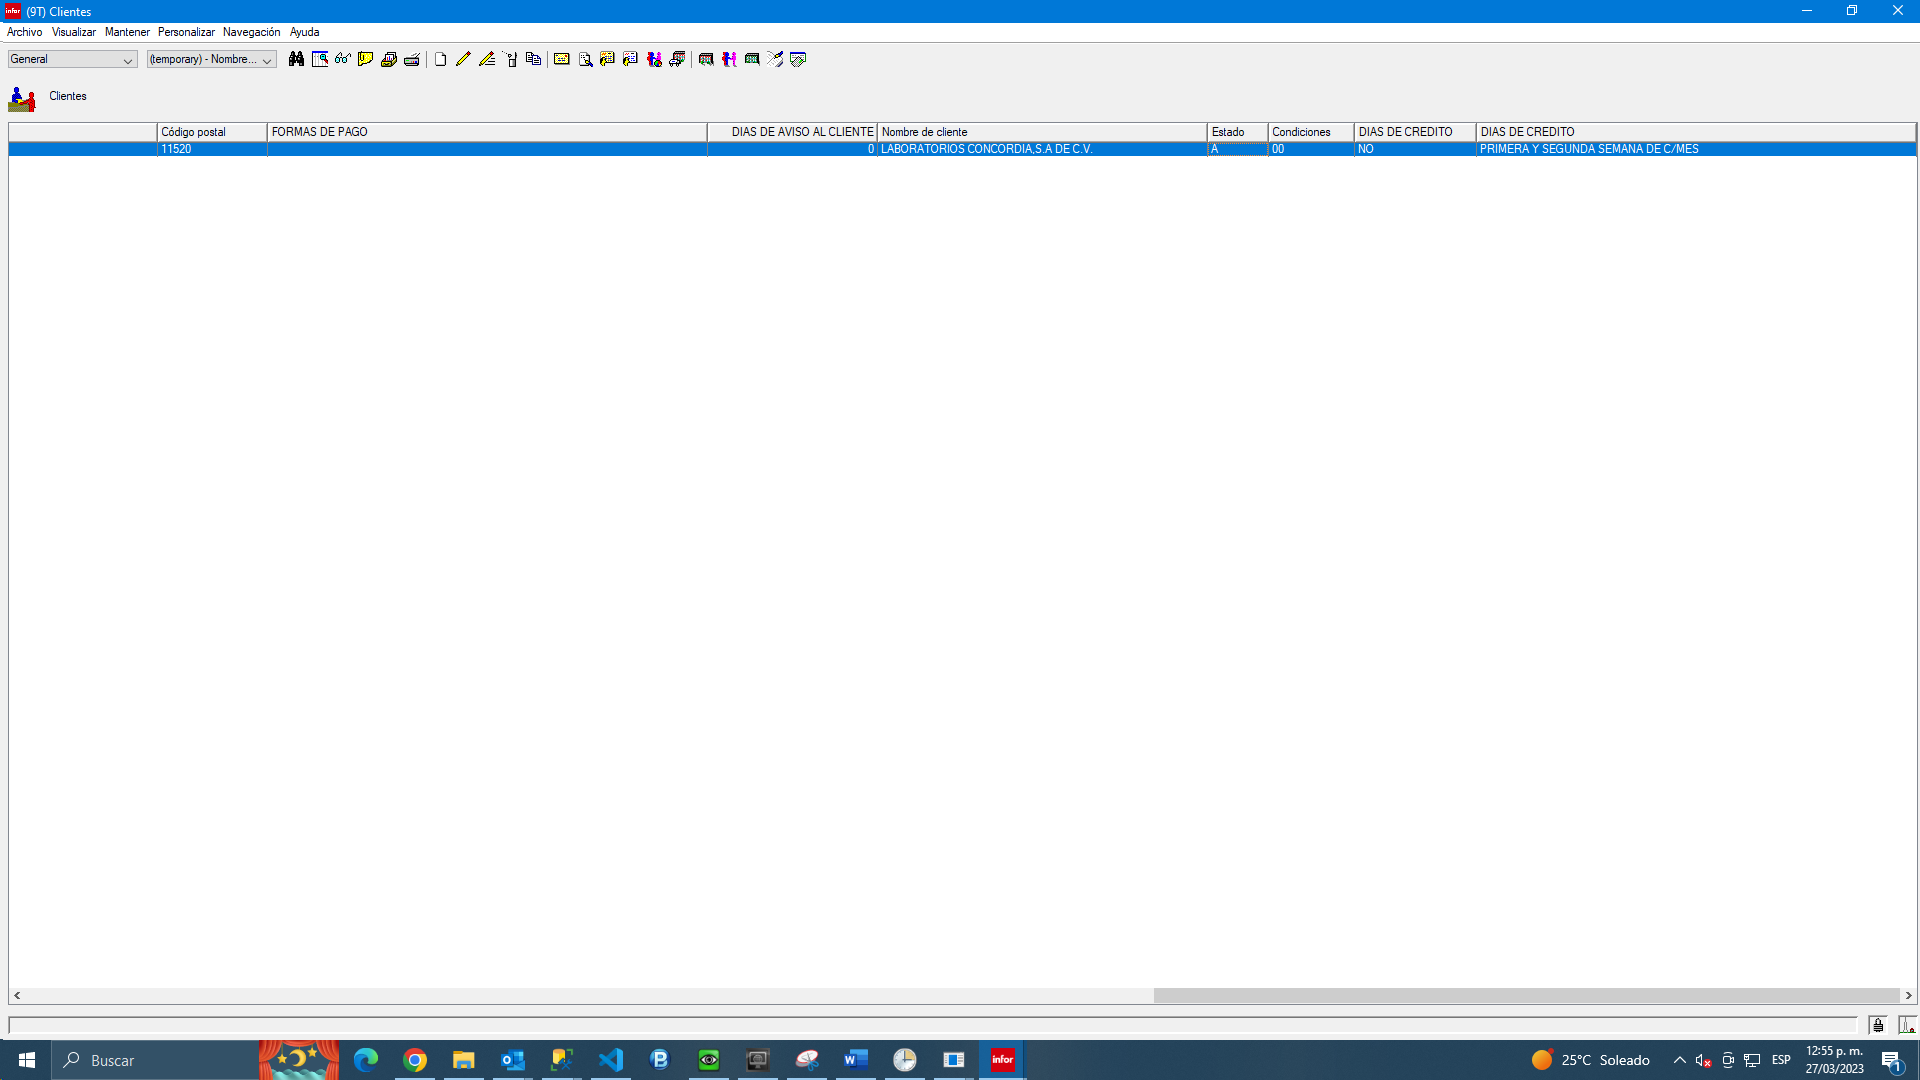 infor (9T) Clientes
Archivo Visualizar Mantener Personalizar Navegación Ayuda
General (temporary) - Nombre...
Clientes
Código postal FORMAS DE PAGO DIAS DE AVISO AL CLIENTE Nombre de cliente Estado Condiciones DIAS DE CREDITO DIAS DE CREDITO
11520 0 LABORATORIOS CONCORDIA,S.A DE C.V. A 00 NO PRIMERA Y SEGUNDA SEMANA DE C/MES
Buscar infor 25°C Soleado ESP 12:55 p. m.
27/03/2023 1